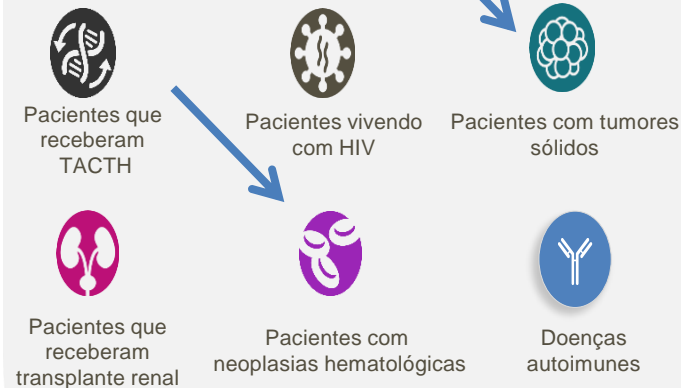 Pacientes que
receberam
TACTH
Pacientes vivendo
com HIV
Pacientes com tumores
sólidos
Pacientes que
receberam
transplante renal
Pacientes com
neoplasias hematológicas
Doenças
autoimunes